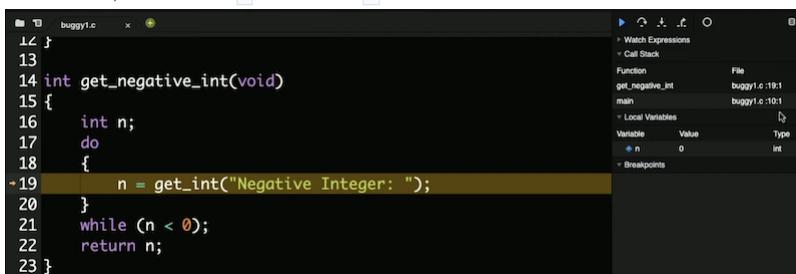 buggy1.c x
12 }
13
14 int get_negative_int(void)
15 {
16 int n;
17 do
18 {
19 n = get_int("Negative Integer: ");
20 }
21 while (n < 0);
22 return n;
23 }
Watch Expressions
Call Stack
Function File
get_negative_int buggy1.c :19:1
main buggy1.c :10:1
Local Variables
Variable Value Type
n 0 int
Breakpoints